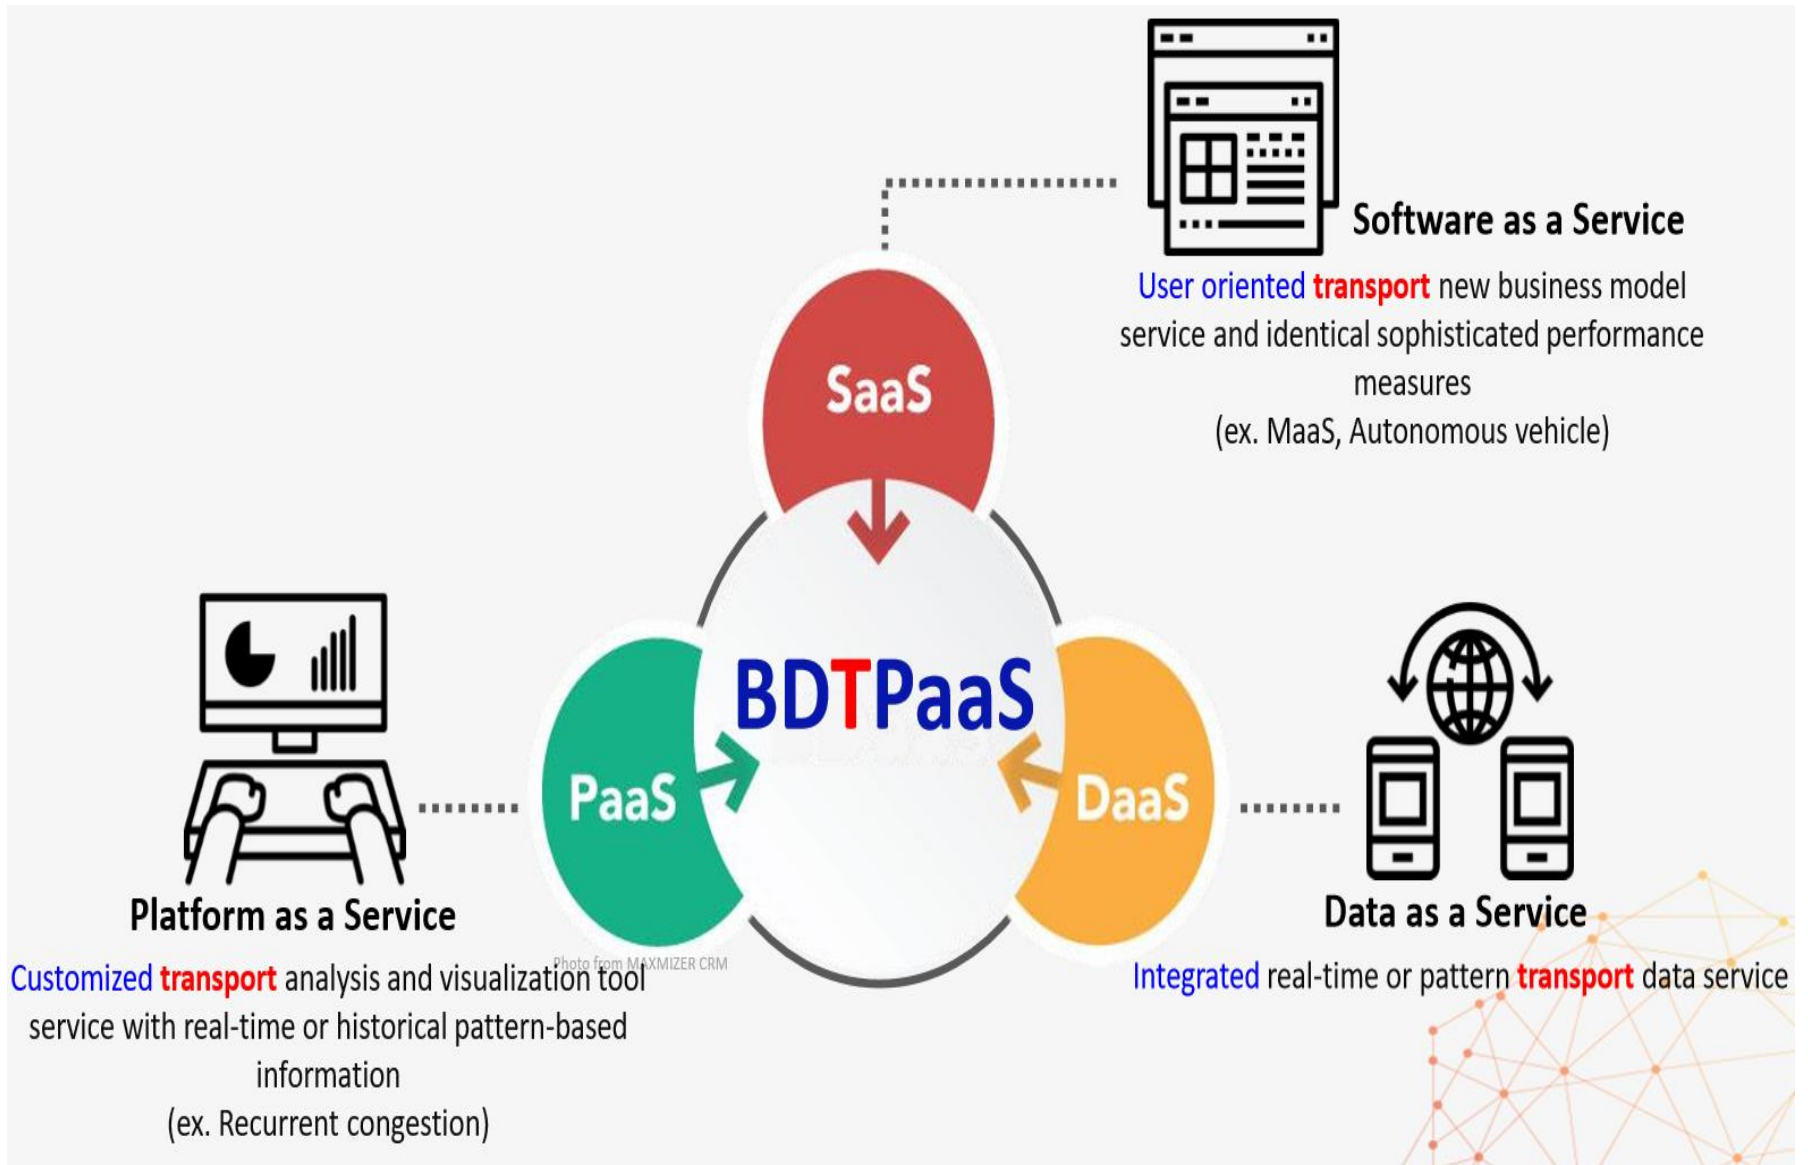 Software as a Service
User oriented transport new business model
service and identical sophisticated performance
measures
(ex. MaaS, Autonomous vehicle)
SaaS
BDTPaaS
PaaS
DaaS
Platform as a Service
Customized transport analysis and visualization tool
service with real-time or historical pattern-based
information
(ex. Recurrent congestion)
Photo from MAXMIZER CRM
Data as a Service
Integrated real-time or pattern transport data service